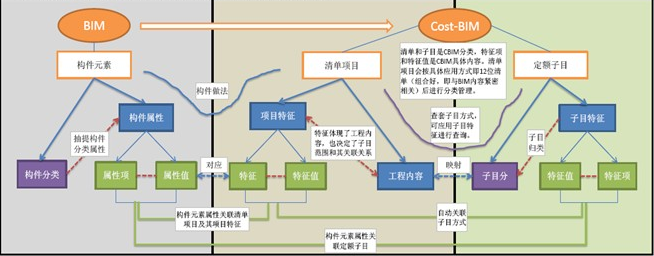 BIM
Cost-BIM
构件元素
清单项目
定额子目
清单和子目是CBIM分类，特征项
和特征值是CBIM具体内容。清单
项目会按具体应用方式即12位清
单（组合好，即与BIM内容紧密
相关）后进行分类管理。
构件做法
构件属性
项目特征
子目特征
查套子目方式，
可应用子目特
征进行查询。
抽提构件
分类属性
特征体现了工程内
容，也决定了子目
范围和其关联关系
子目
归类
构件分类
属性项
属性值
对应
特征
特征值
工程内容
映射
子目分
特征值
特征项
构件元素属性关联清单
项目及其项目特征
自动关联
子目方式
构件元素属性关
联定额子目